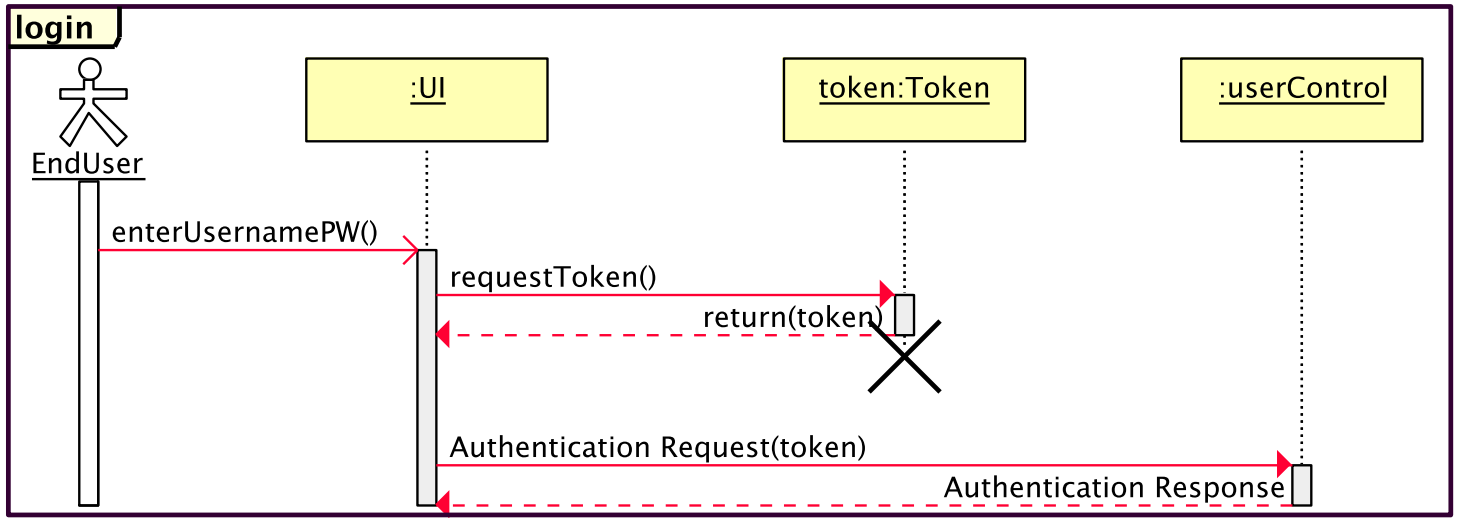 login
EndUser
:UI
token:Token
:userControl
enterUsernamePW()
requestToken()
return(token)
Authentication Request(token)
Authentication Response